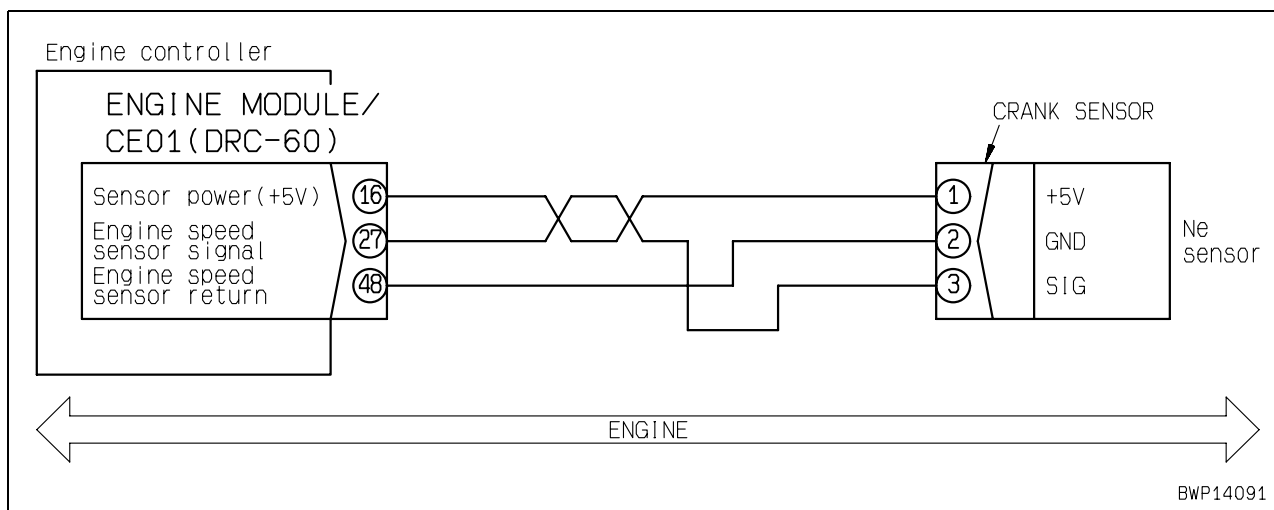 Engine controller
ENGINE MODULE/
CE01(DRC-60)
CRANK SENSOR
Sensor power(+5V)
16
1
+5V
Engine speed
sensor signal
27
2
GND
Ne
sensor
Engine speed
sensor return
48
3
SIG
ENGINE
BWP14091